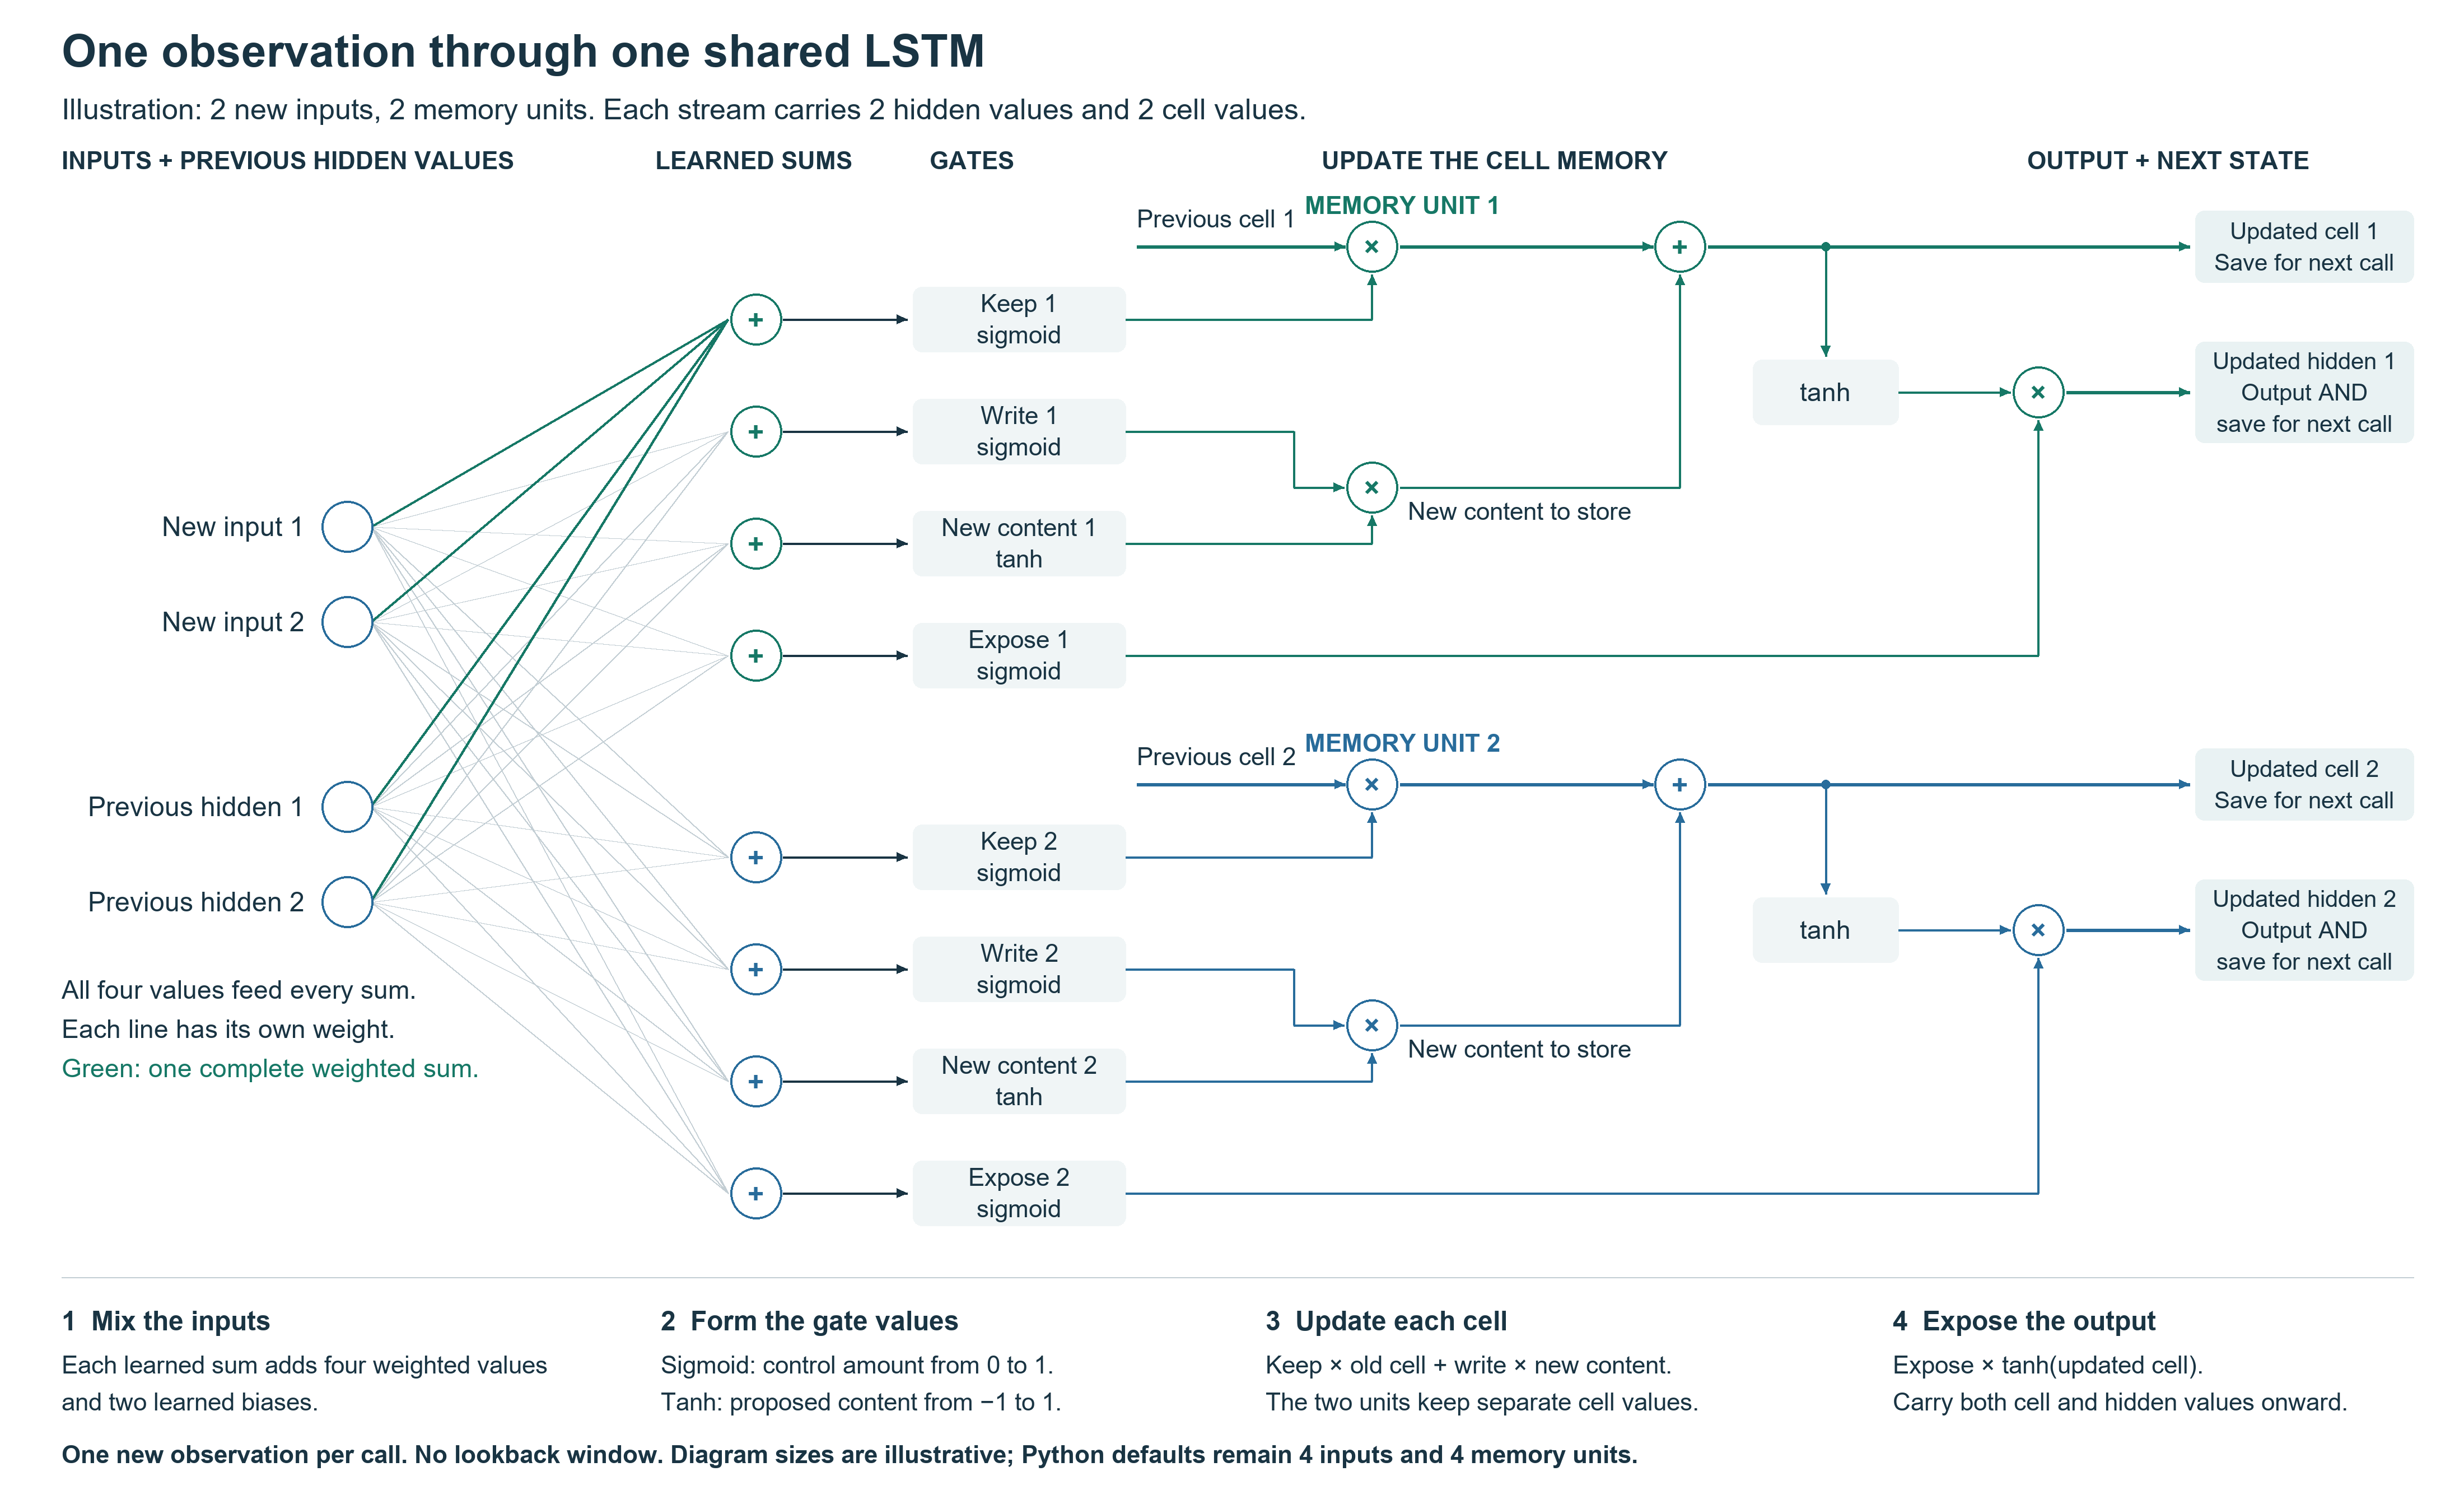 One observation through one shared LSTM
Illustration: 2 new inputs, 2 memory units. Each stream carries 2 hidden values and 2 cell values.
INPUTS + PREVIOUS HIDDEN VALUES
LEARNED SUMS
GATES
UPDATE THE CELL MEMORY
OUTPUT + NEXT STATE
MEMORY UNIT 1
Previous cell 1
×
+
Updated cell 1
Save for next call
+
Keep 1
sigmoid
tanh
×
Updated hidden 1
Output AND
save for next call
+
Write 1
sigmoid
×
New content to store
New input 1
+
New content 1
tanh
New input 2
+
Expose 1
sigmoid
MEMORY UNIT 2
Previous cell 2
×
+
Updated cell 2
Save for next call
Previous hidden 1
+
Keep 2
sigmoid
Previous hidden 2
tanh
×
Updated hidden 2
Output AND
save for next call
+
Write 2
sigmoid
All four values feed every sum.
Each line has its own weight.
Green: one complete weighted sum.
×
New content to store
+
New content 2
tanh
+
Expose 2
sigmoid
1 Mix the inputs
Each learned sum adds four weighted values
and two learned biases.
2 Form the gate values
Sigmoid: control amount from 0 to 1.
Tanh: proposed content from −1 to 1.
3 Update each cell
Keep × old cell + write × new content.
The two units keep separate cell values.
4 Expose the output
Expose × tanh(updated cell).
Carry both cell and hidden values onward.
One new observation per call. No lookback window. Diagram sizes are illustrative; Python defaults remain 4 inputs and 4 memory units.